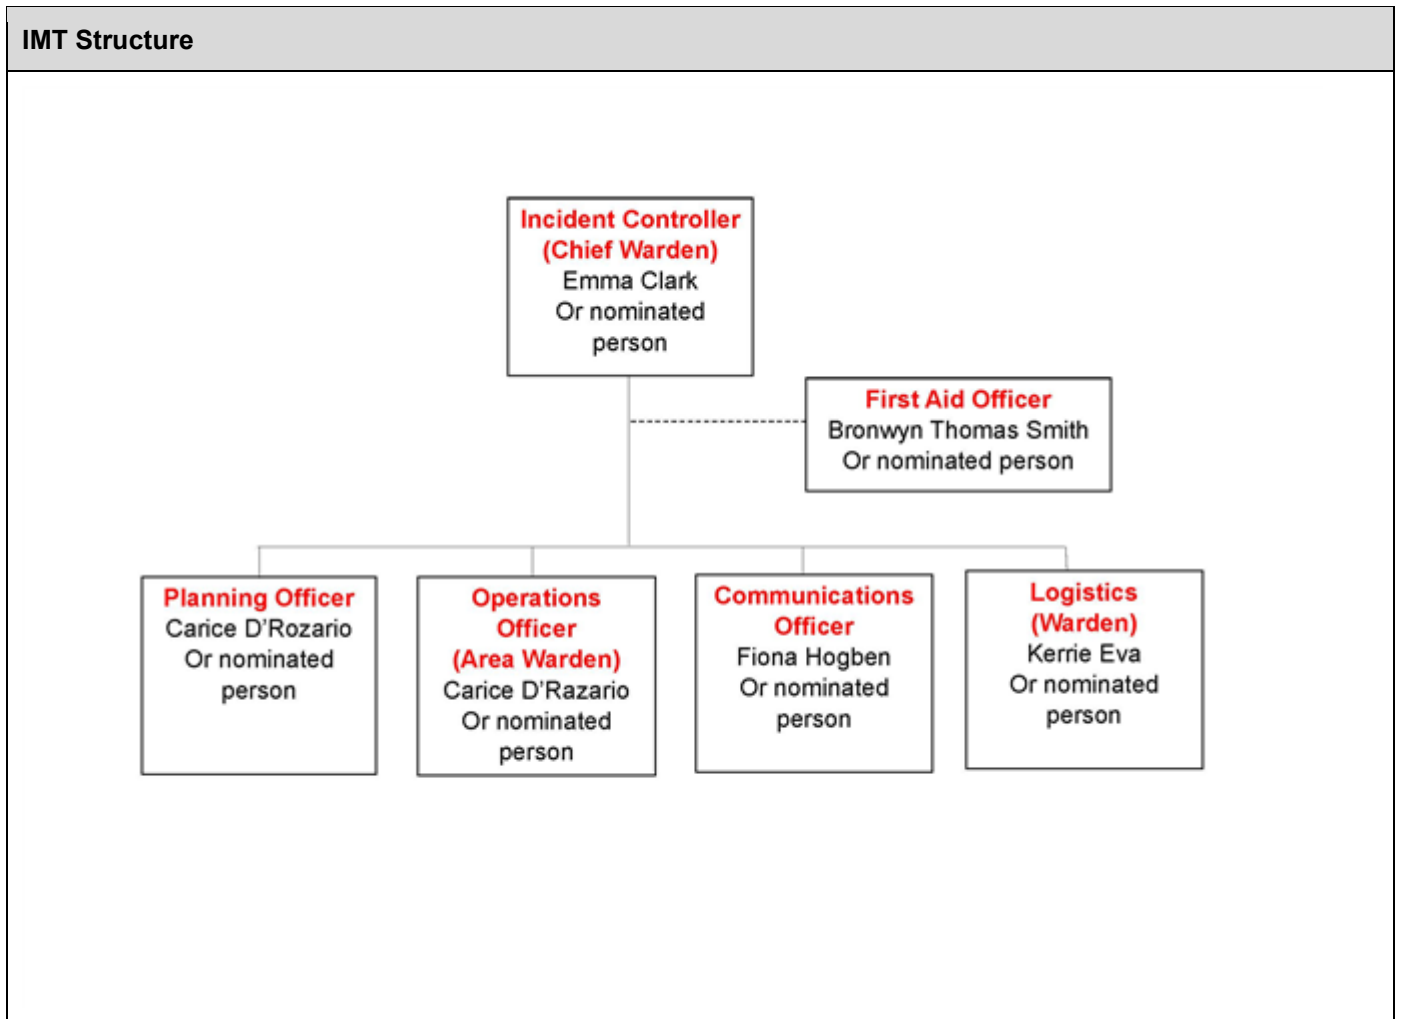 IMT Structure
Incident Controller
(Chief Warden)
Emma Clark
Or nominated
person
First Aid Officer
Bronwyn Thomas Smith
Or nominated person
Planning Officer
Carice D'Rozario
Or nominated
person
Operations
Officer
(Area Warden)
Carice D'Razario
Or nominated
person
Communications
Officer
Fiona Hogben
Or nominated
person
Logistics
(Warden)
Kerrie Eva
Or nominated
person